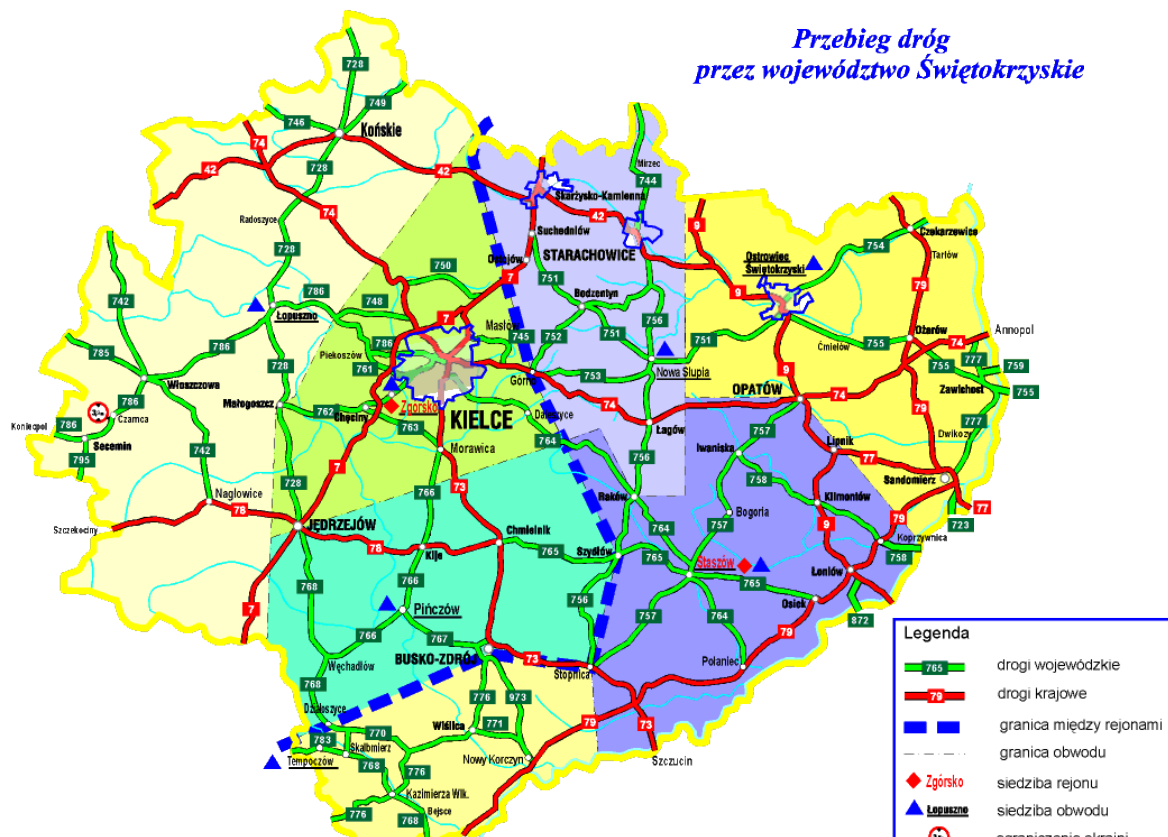 Przebieg dróg
przez województwo Świętokrzyskie
728
749
746
Końskie
74
42
728
42
74
Mirzec
744
Skarżysko-Kamienna
42
9
Radoszyce
Suchedniów
STARACHOWICE
Ostrowiec
Świętokrzyski
754
Czekarzewice
Tarłów
728
750
7
751
Bodzentyn
9
79
742
786
748
Łopuszno
7
Masłów
745
752
756
751
751
755
Ożarów
74
Annopol
785
786
Piekoszów
786
761
Górno
753
Nowa Słupia
Ćmielów
9
755
777
759
755
Zawichost
Włoszczowa
728
786
Czarnca
Małogoszcz
762
Chęciny
Zgórsko
KIELCE
Daleszyce
74
OPATÓW
74
79
777
Dwikozy
Koniecpol
786
Secemin
795
742
763
Morawica
764
Łagów
Iwaniska
757
Lipnik
77
Sandomierz
728
7
766
73
756
758
Nagłowice
78
Raków
Klimontów
77
Szczekociny
JĘDRZEJÓW
Chmielnik
764
757
Bogoria
9
79
723
78
Kije
765
Szydłów
765
Staszów
Koprzywnica
758
765
Łoniów
768
766
Osiek
7
Pińczów
756
757
764
872
766
767
79
Węchadłów
BUSKO-ZDRÓJ
73
Stopnica
Połaniec
768
776
973
Działoszyce
770
Wiślica
771
79
73
783
Skalbmierz
Tempoczów
768
776
Nowy Korczyn
Szczucin
Kazimierza Wlk.
776
768
Bejsce
Legenda
765 drogi wojewódzkie
79 drogi krajowe
granica między rejonami
granica obwodu
Zgórsko siedziba rejonu
Łopuszno siedziba obwodu